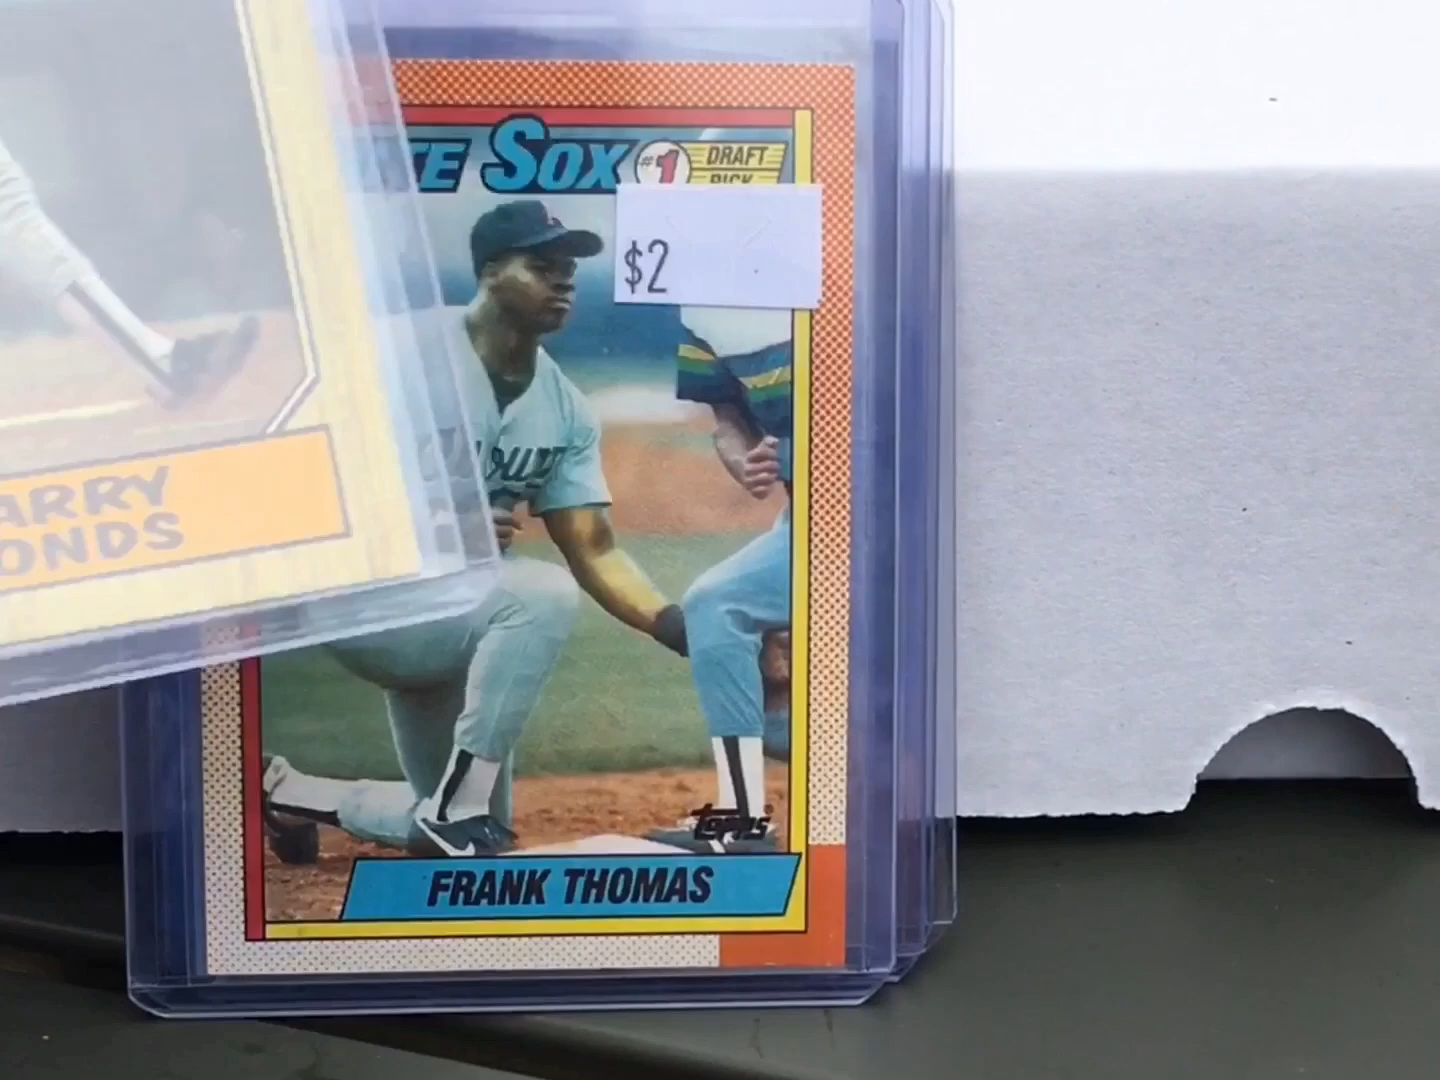 TE SOX #1 DRAFT
PICK
$2
ARRY
ONDS
TOPPS
FRANK THOMAS